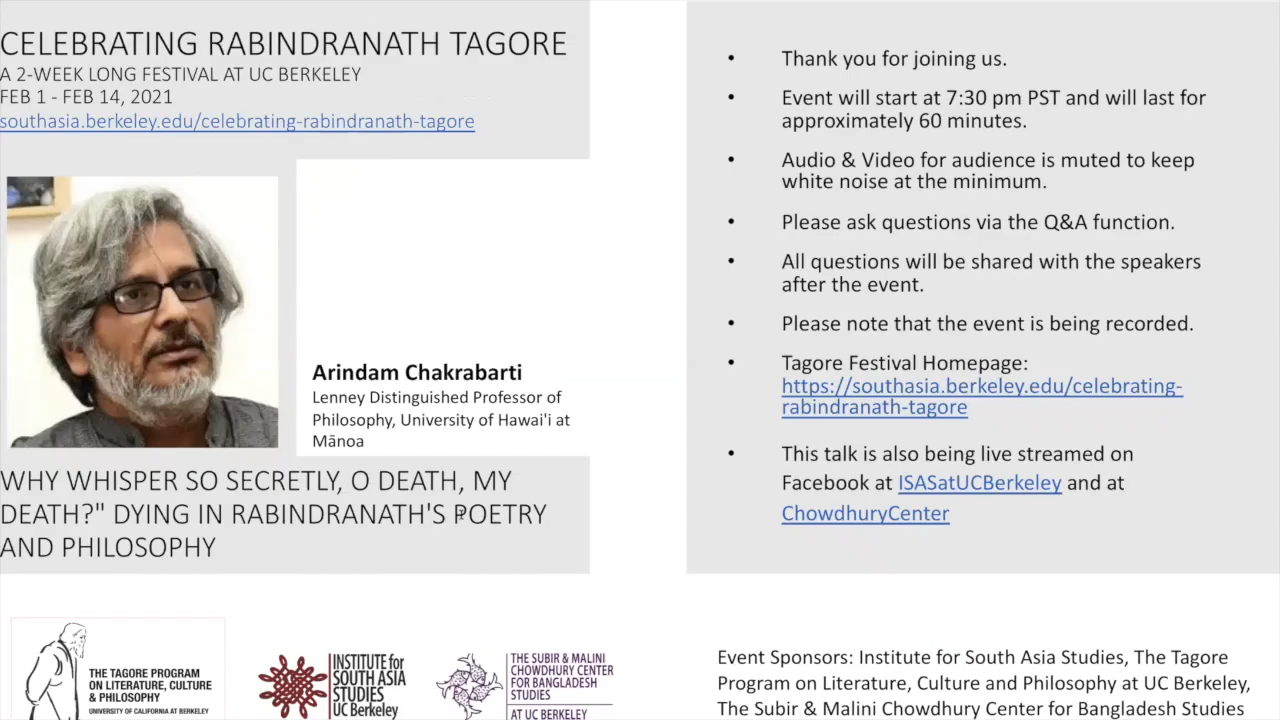 CELEBRATING RABINDRANATH TAGORE
A 2-WEEK LONG FESTIVAL AT UC BERKELEY
FEB 1 - FEB 14, 2021
southasia.berkeley.edu/celebrating-rabindranath-tagore
Arindam Chakrabarti
Lenney Distinguished Professor of
Philosophy, University of Hawai'i at
Mānoa
WHY WHISPER SO SECRETLY, O DEATH, MY
DEATH?" DYING IN RABINDRANATH'S POETRY
AND PHILOSOPHY
• Thank you for joining us.
• Event will start at 7:30 pm PST and will last for
approximately 60 minutes.
• Audio & Video for audience is muted to keep
white noise at the minimum.
• Please ask questions via the Q&A function.
• All questions will be shared with the speakers
after the event.
• Please note that the event is being recorded.
• Tagore Festival Homepage:
https://southasia.berkeley.edu/celebrating-
rabindranath-tagore
• This talk is also being live streamed on
Facebook at ISASatUCBerkeley and at
ChowdhuryCenter
THE TAGORE PROGRAM
ON LITERATURE, CULTURE
& PHILOSOPHY
UNIVERSITY OF CALIFORNIA AT BERKELEY
INSTITUTE for
SOUTH ASIA
STUDIES
UC Berkeley
THE SUBIR & MALINI
CHOWDHURY CENTER
FOR BANGLADESH
STUDIES
AT UC BERKELEY
Event Sponsors: Institute for South Asia Studies, The Tagore
Program on Literature, Culture and Philosophy at UC Berkeley,
The Subir & Malini Chowdhury Center for Bangladesh Studies